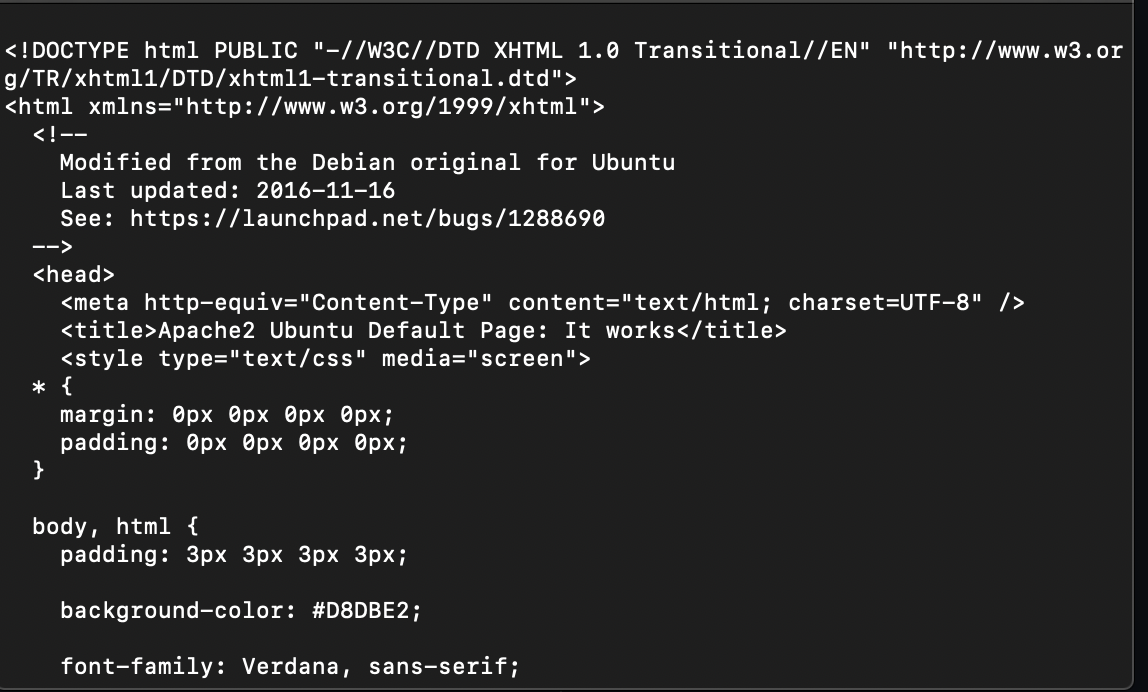 <!DOCTYPE html PUBLIC "-//W3C//DTD XHTML 1.0 Transitional//EN" "http://www.w3.or
g/TR/xhtml1/DTD/xhtml1-transitional.dtd">
<html xmlns="http://www.w3.org/1999/xhtml">
  <!--
    Modified from the Debian original for Ubuntu
    Last updated: 2016-11-16
    See: https://launchpad.net/bugs/1288690
  -->
  <head>
    <meta http-equiv="Content-Type" content="text/html; charset=UTF-8" />
    <title>Apache2 Ubuntu Default Page: It works</title>
    <style type="text/css" media="screen">
  * {
    margin: 0px 0px 0px 0px;
    padding: 0px 0px 0px 0px;
  }

  body, html {
    padding: 3px 3px 3px 3px;

    background-color: #D8DBE2;

    font-family: Verdana, sans-serif;